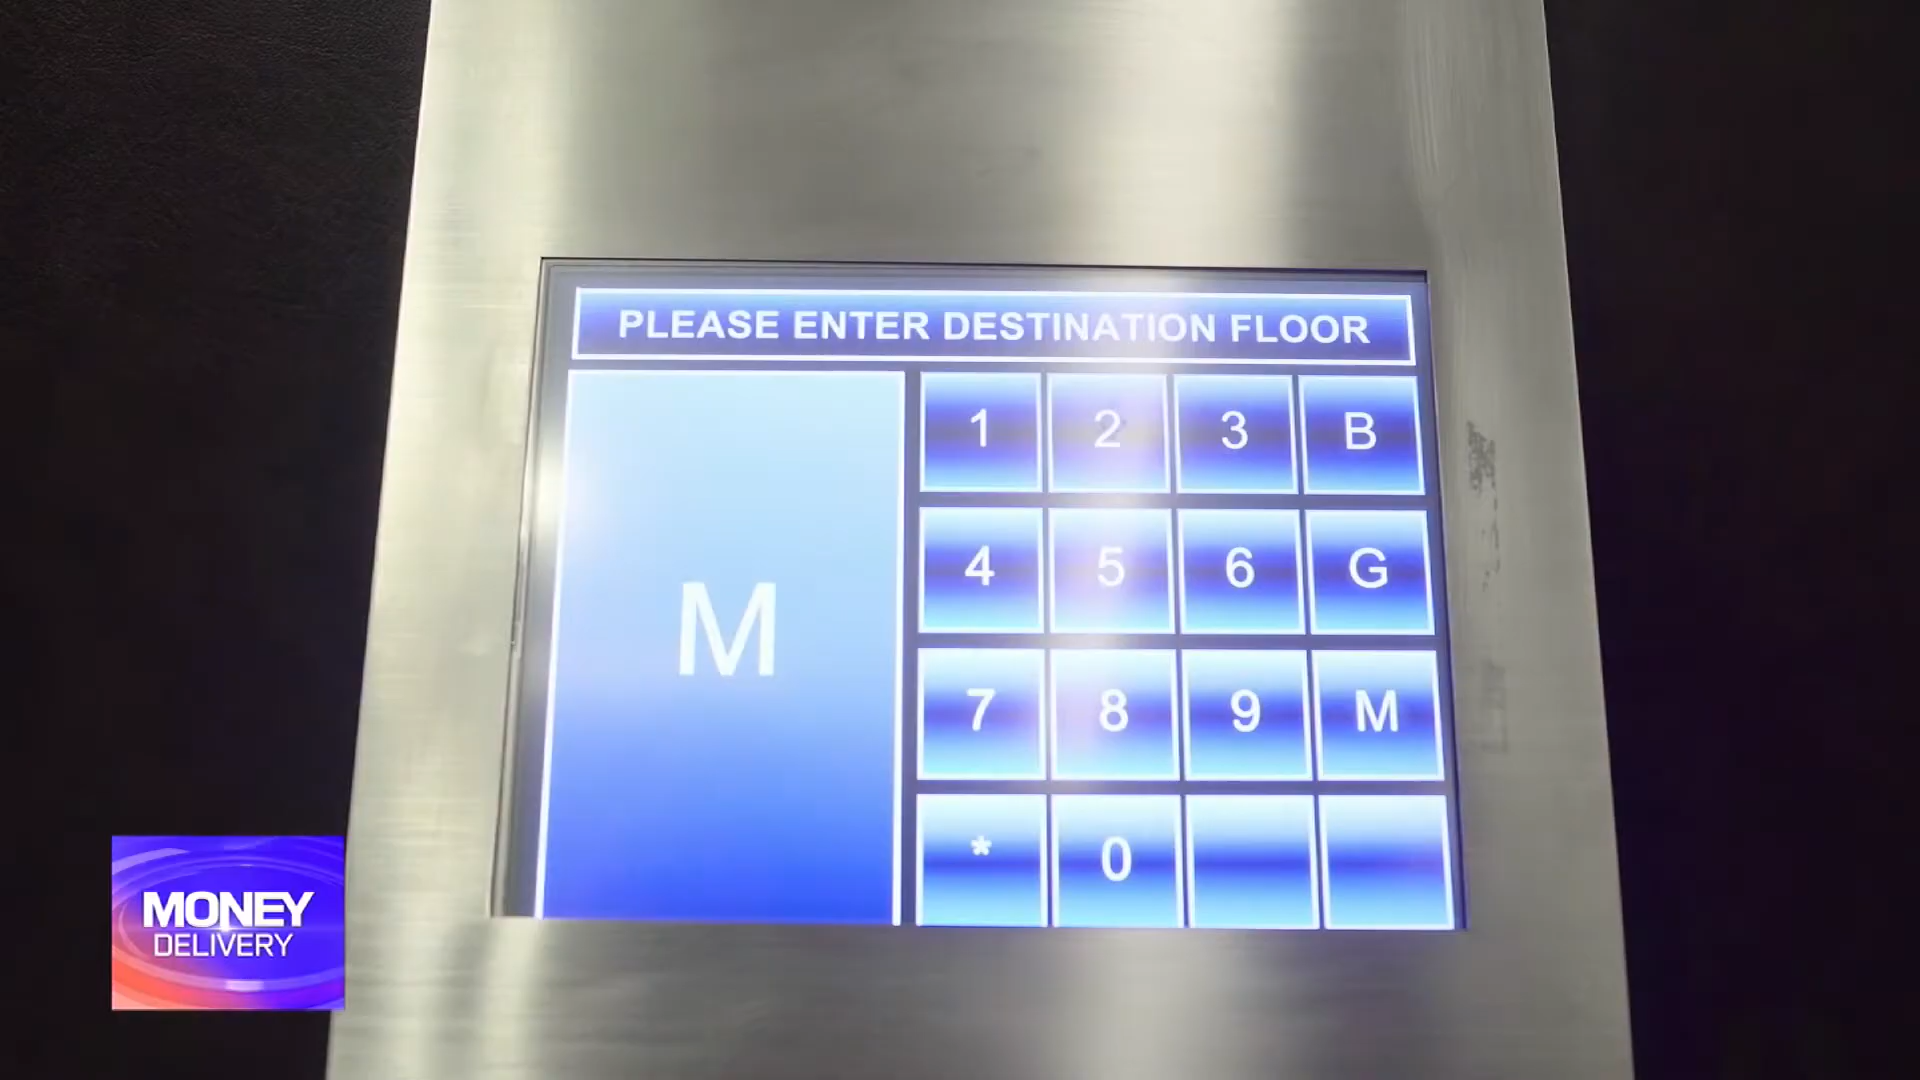 PLEASE ENTER DESTINATION FLOOR
M
1 2 3 B
4 5 6 G
7 8 9 M
* 0
MONEY
DELIVERY